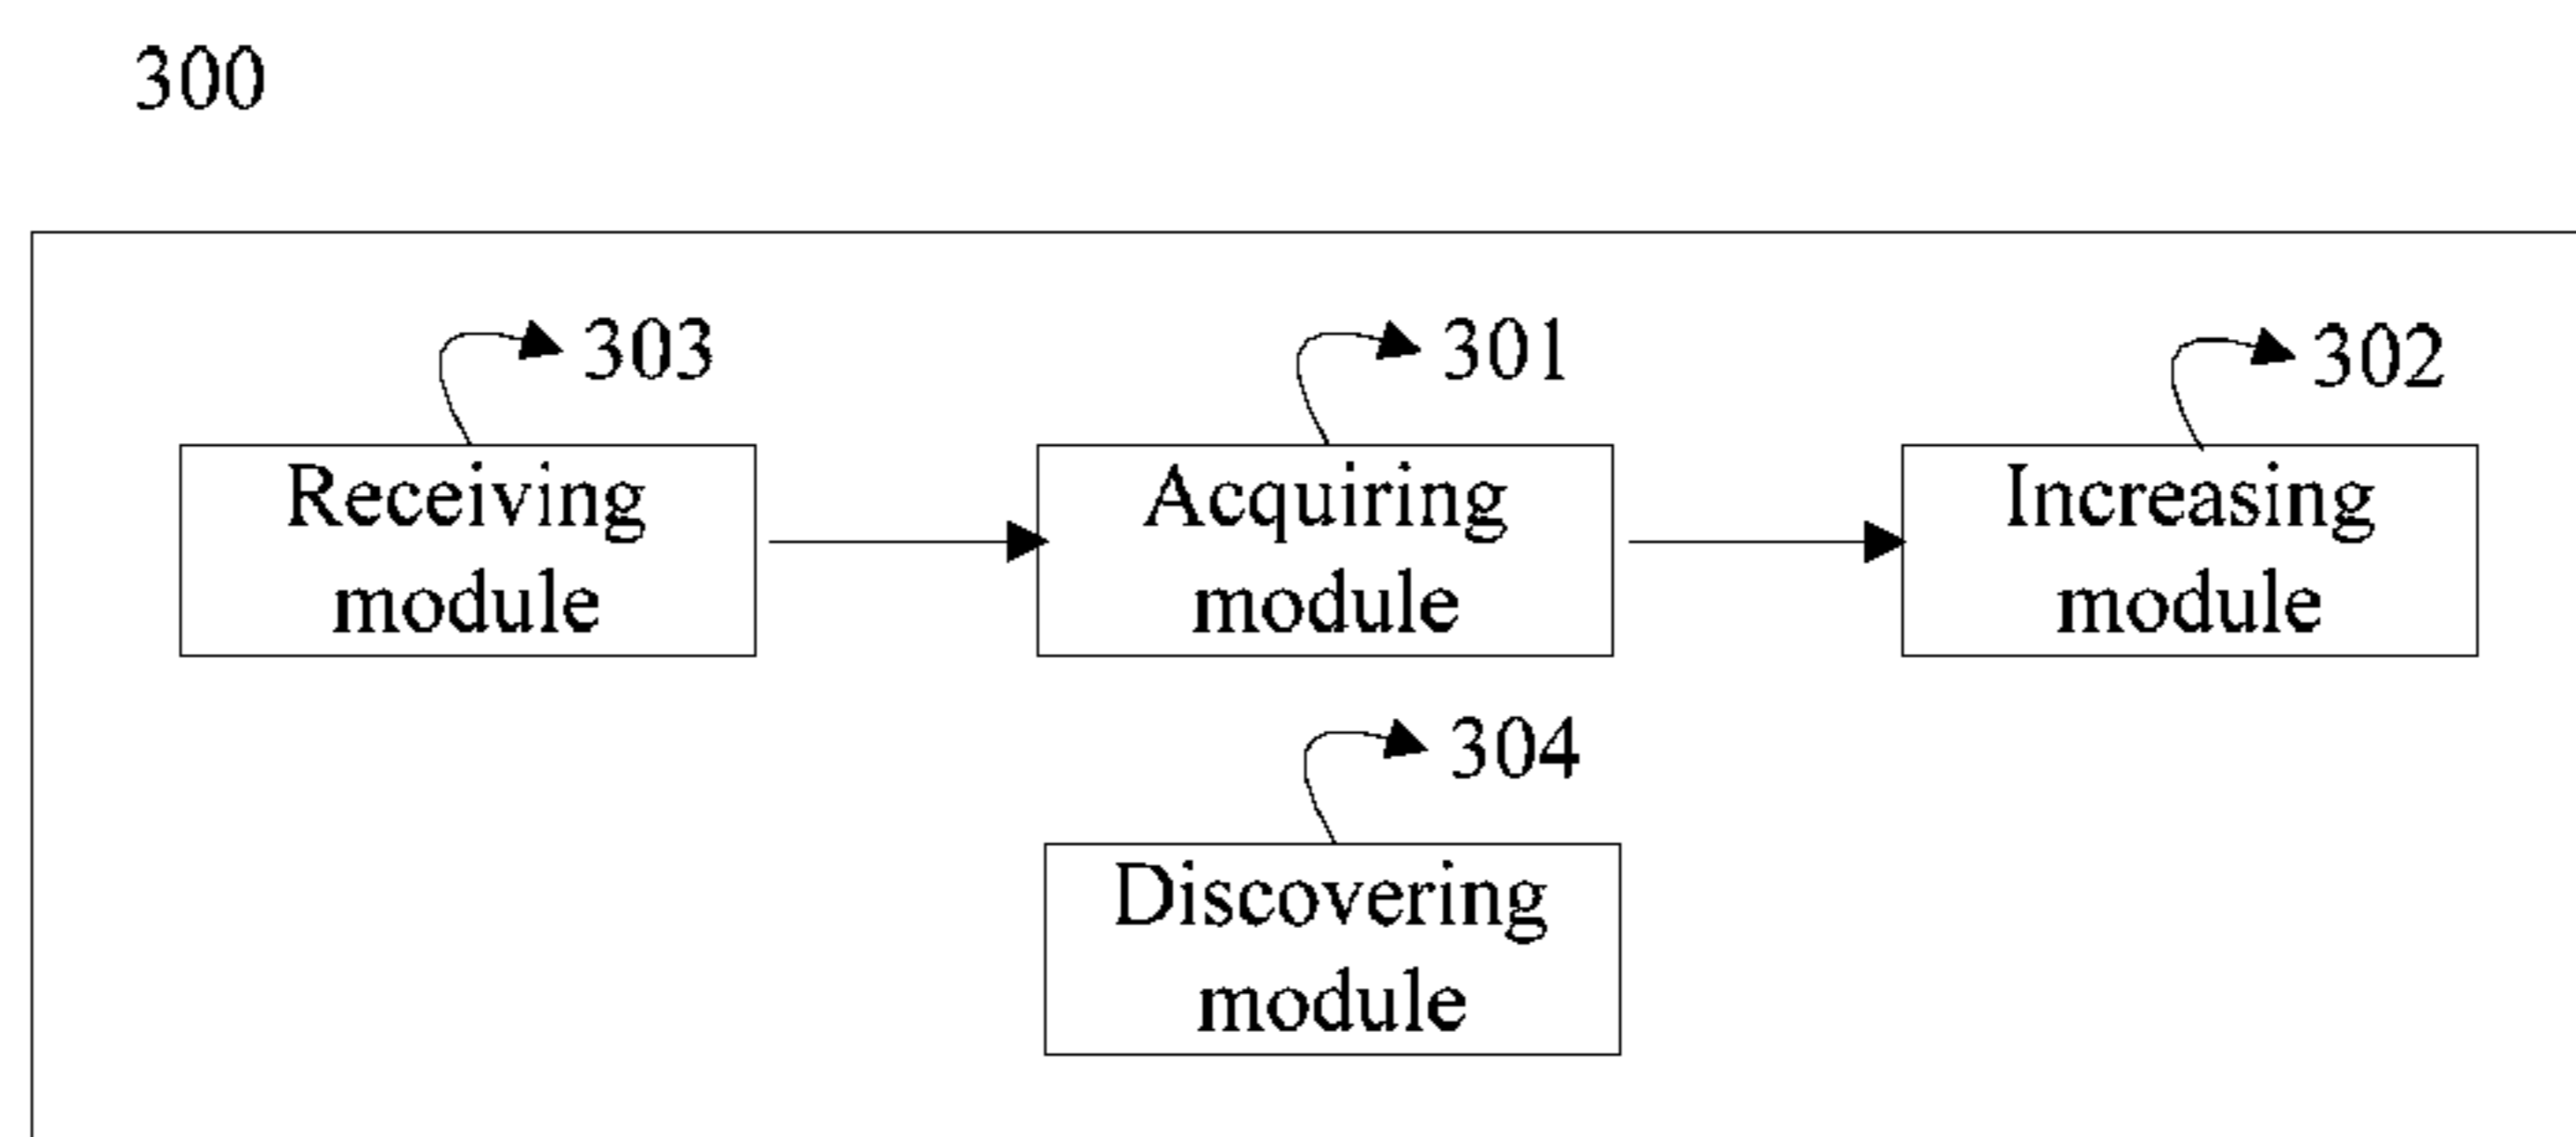 300
303
301
302
Receiving
module
Acquiring
module
Increasing
module
304
Discovering
module